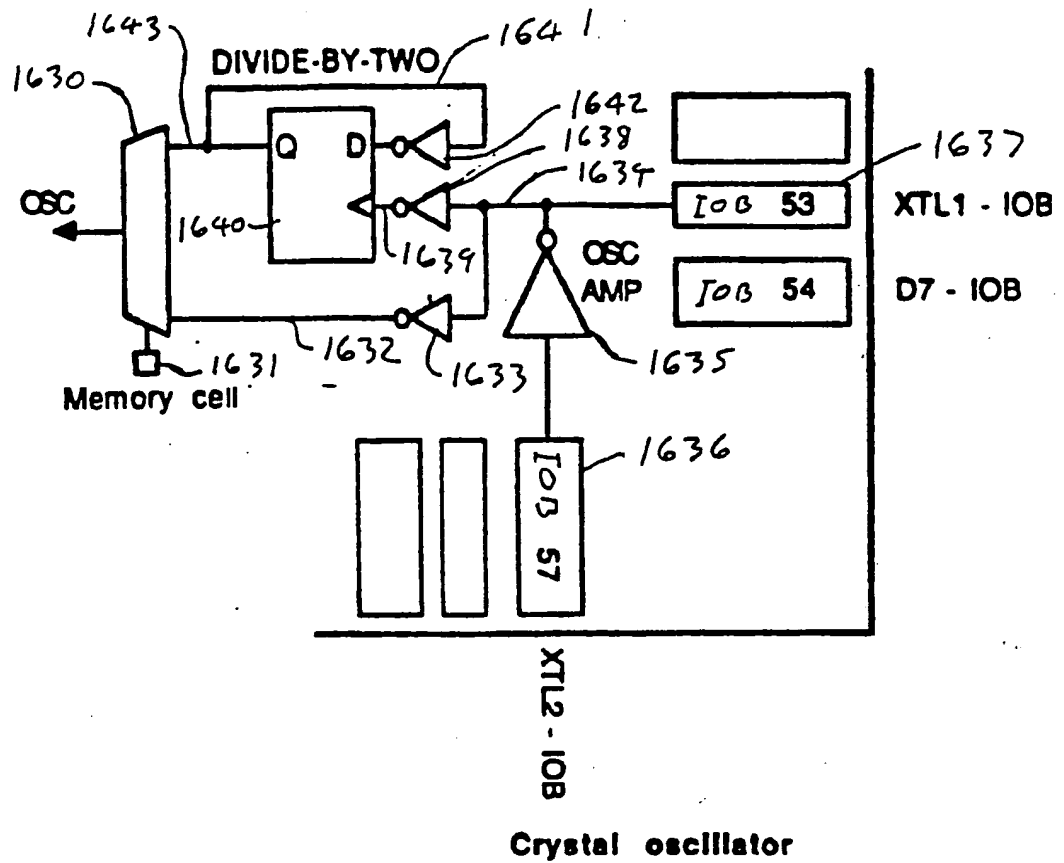 1643
1641
DIVIDE-BY-TWO
1630
1642
1638
1637
1634
Q D
IOB 53
XTL1 - IOB
OSC
1640
1639
OSC
AMP
IOB 54
D7 - IOB
1632
1633
1635
1631
Memory cell
IOB 57
1636
XTL2 - IOB
Crystal oscillator